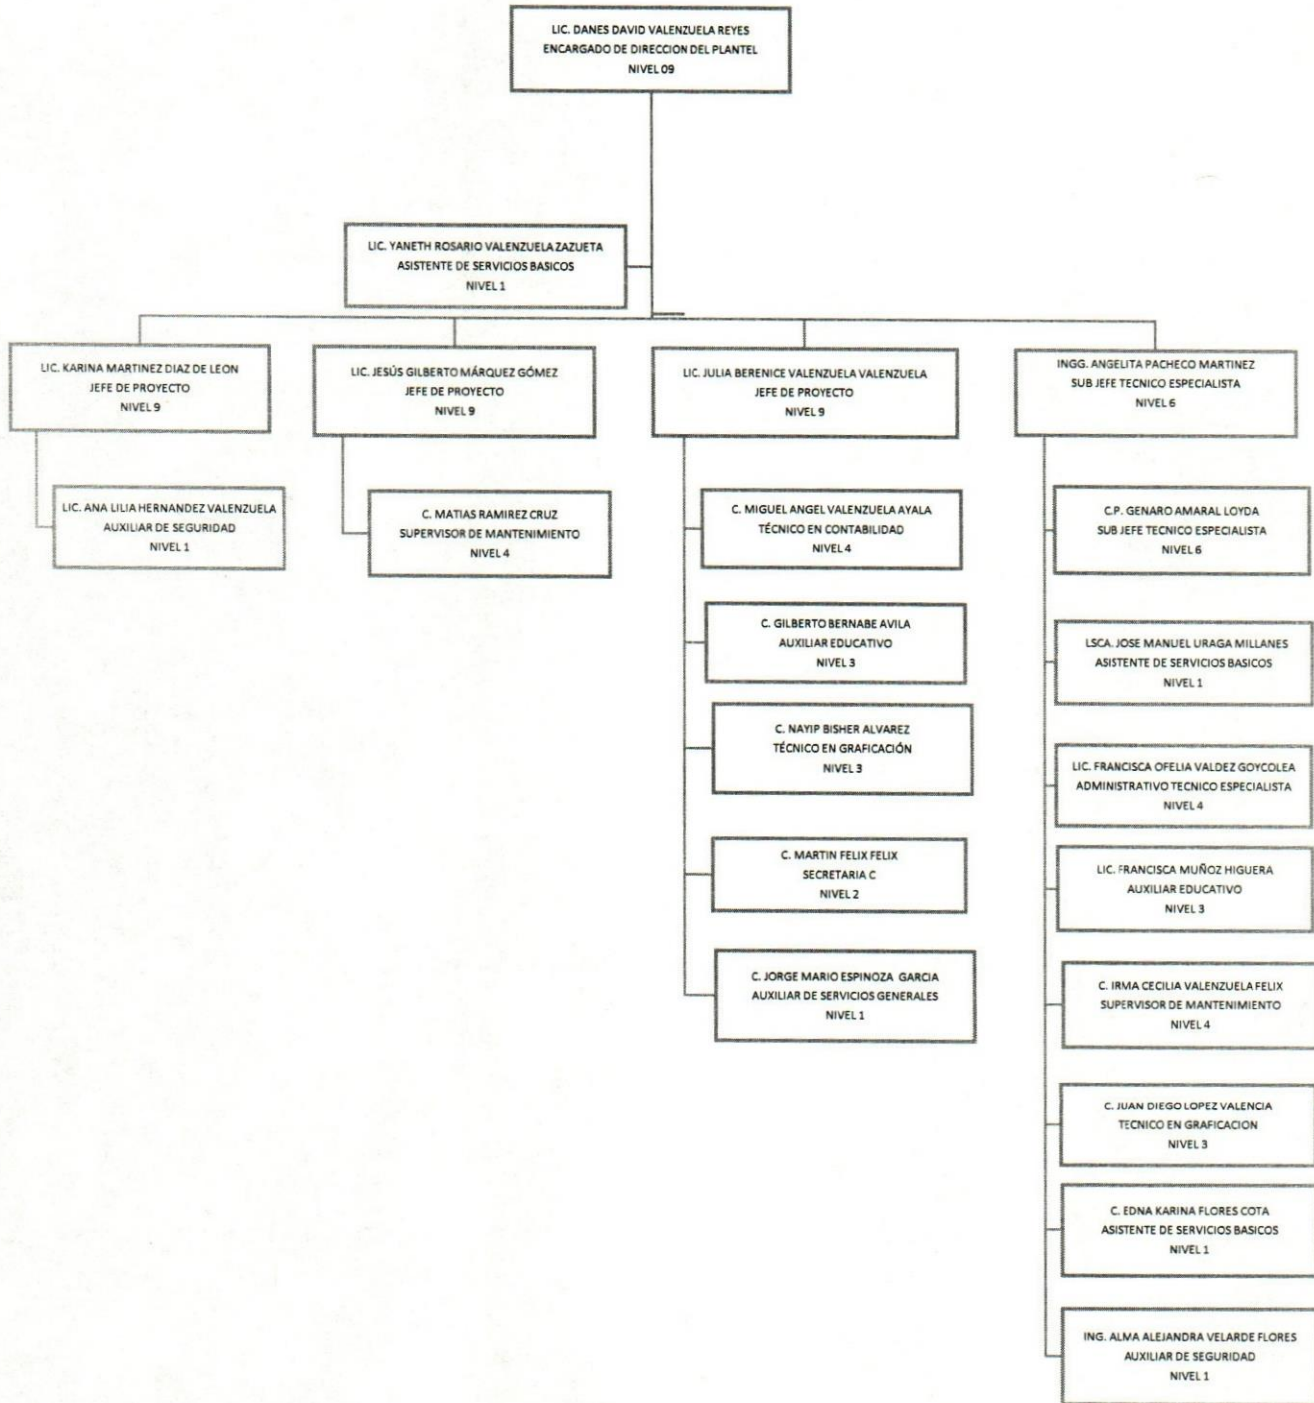 LIC. DANES DAVID VALENZUELA REYES
ENCARGADO DE DIRECCION DEL PLANTEL
NIVEL 09
LIC. YANETH ROSARIO VALENZUELA ZAZUETA
ASISTENTE DE SERVICIOS BASICOS
NIVEL 1
LIC. KARINA MARTINEZ DIAZ DE LEON
JEFE DE PROYECTO
NIVEL 9
LIC. ANA LILIA HERNANDEZ VALENZUELA
AUXILIAR DE SEGURIDAD
NIVEL 1
LIC. JESÚS GILBERTO MÁRQUEZ GÓMEZ
JEFE DE PROYECTO
NIVEL 9
C. MATIAS RAMIREZ CRUZ
SUPERVISOR DE MANTENIMIENTO
NIVEL 4
LIC. JULIA BERENICE VALENZUELA VALENZUELA
JEFE DE PROYECTO
NIVEL 9
C. MIGUEL ANGEL VALENZUELA AYALA
TÉCNICO EN CONTABILIDAD
NIVEL 4
C. GILBERTO BERNABE AVILA
AUXILIAR EDUCATIVO
NIVEL 3
C. NAYIP BISHER ALVAREZ
TÉCNICO EN GRAFICACIÓN
NIVEL 3
C. MARTIN FELIX FELIX
SECRETARIA C
NIVEL 2
C. JORGE MARIO ESPINOZA GARCIA
AUXILIAR DE SERVICIOS GENERALES
NIVEL 1
INGG. ANGELITA PACHECO MARTINEZ
SUB JEFE TECNICO ESPECIALISTA
NIVEL 6
C.P. GENARO AMARAL LOYDA
SUB JEFE TECNICO ESPECIALISTA
NIVEL 6
LSCA. JOSE MANUEL URAGA MILLANES
ASISTENTE DE SERVICIOS BASICOS
NIVEL 1
LIC. FRANCISCA OFELIA VALDEZ GOYCOLEA
ADMINISTRATIVO TECNICO ESPECIALISTA
NIVEL 4
LIC. FRANCISCA MUÑOZ HIGUERA
AUXILIAR EDUCATIVO
NIVEL 3
C. IRMA CECILIA VALENZUELA FELIX
SUPERVISOR DE MANTENIMIENTO
NIVEL 4
C. JUAN DIEGO LOPEZ VALENCIA
TECNICO EN GRAFICACION
NIVEL 3
C. EDNA KARINA FLORES COTA
ASISTENTE DE SERVICIOS BASICOS
NIVEL 1
ING. ALMA ALEJANDRA VELARDE FLORES
AUXILIAR DE SEGURIDAD
NIVEL 1